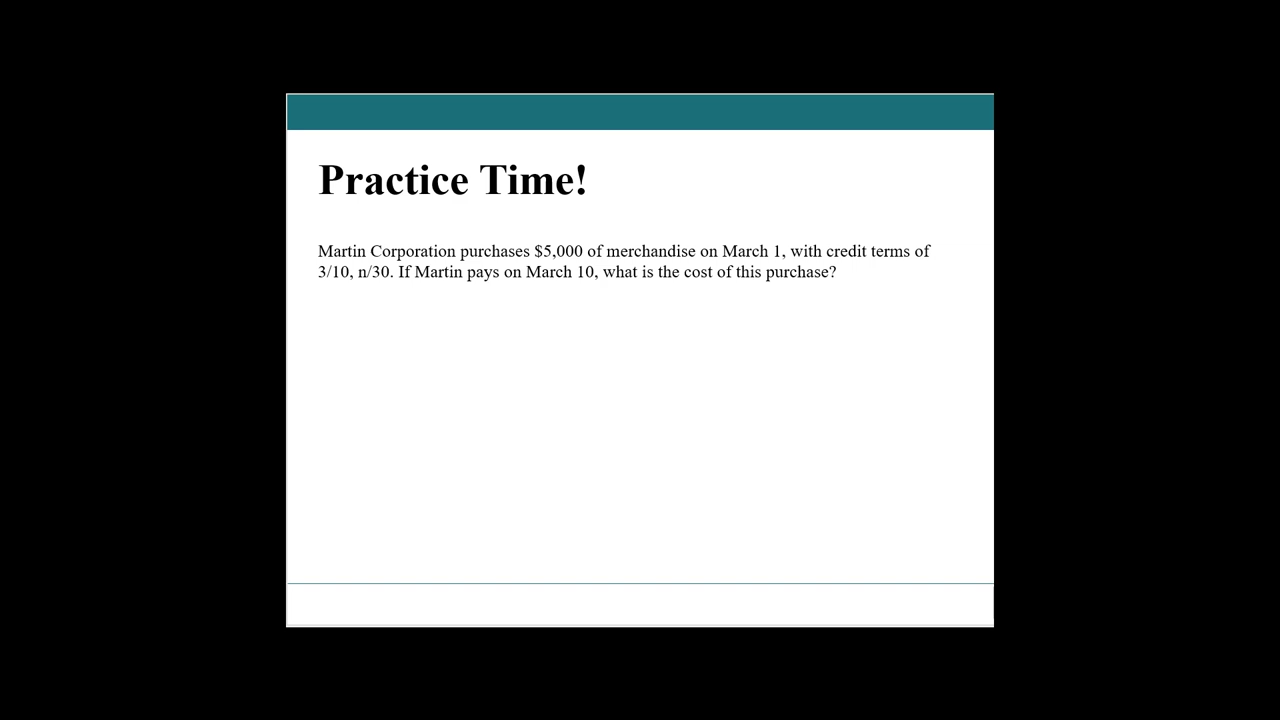 Practice Time!
Martin Corporation purchases $5,000 of merchandise on March 1, with credit terms of
3/10, n/30. If Martin pays on March 10, what is the cost of this purchase?